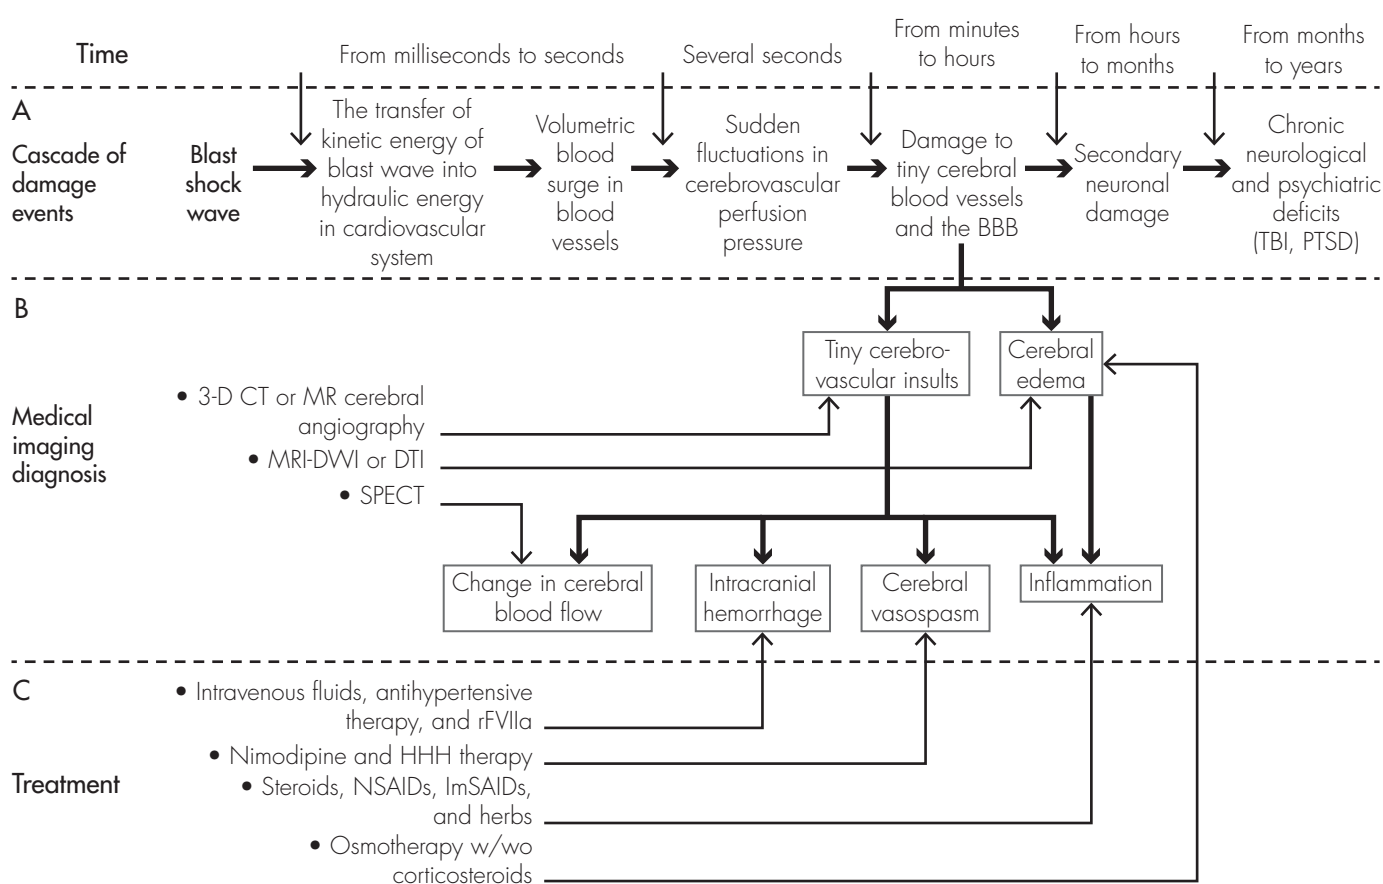 Time
From milliseconds to seconds
Several seconds
From minutes
to hours
From hours
to months
From months
to years
A
Cascade of
damage
events
Blast
shock
wave
The transfer of
kinetic energy of
blast wave into
hydraulic energy
in cardiovascular
system
Volumetric
blood
surge in
blood
vessels
Sudden
fluctuations in
cerebrovascular
perfusion
pressure
Damage to
tiny cerebral
blood vessels
and the BBB
Secondary
neuronal
damage
Chronic
neurological
and psychiatric
deficits
(TBI, PTSD)
B
Medical
imaging
diagnosis
Tiny cerebro-
vascular insults
Cerebral
edema
• 3-D CT or MR cerebral
angiography
• MRI-DWI or DTI
• SPECT
Change in cerebral
blood flow
Intracranial
hemorrhage
Cerebral
vasospasm
Inflammation
C
Treatment
• Intravenous fluids, antihypertensive
therapy, and rFVIIa
• Nimodipine and HHH therapy
• Steroids, NSAIDs, ImSAIDs,
and herbs
• Osmotherapy w/wo
corticosteroids